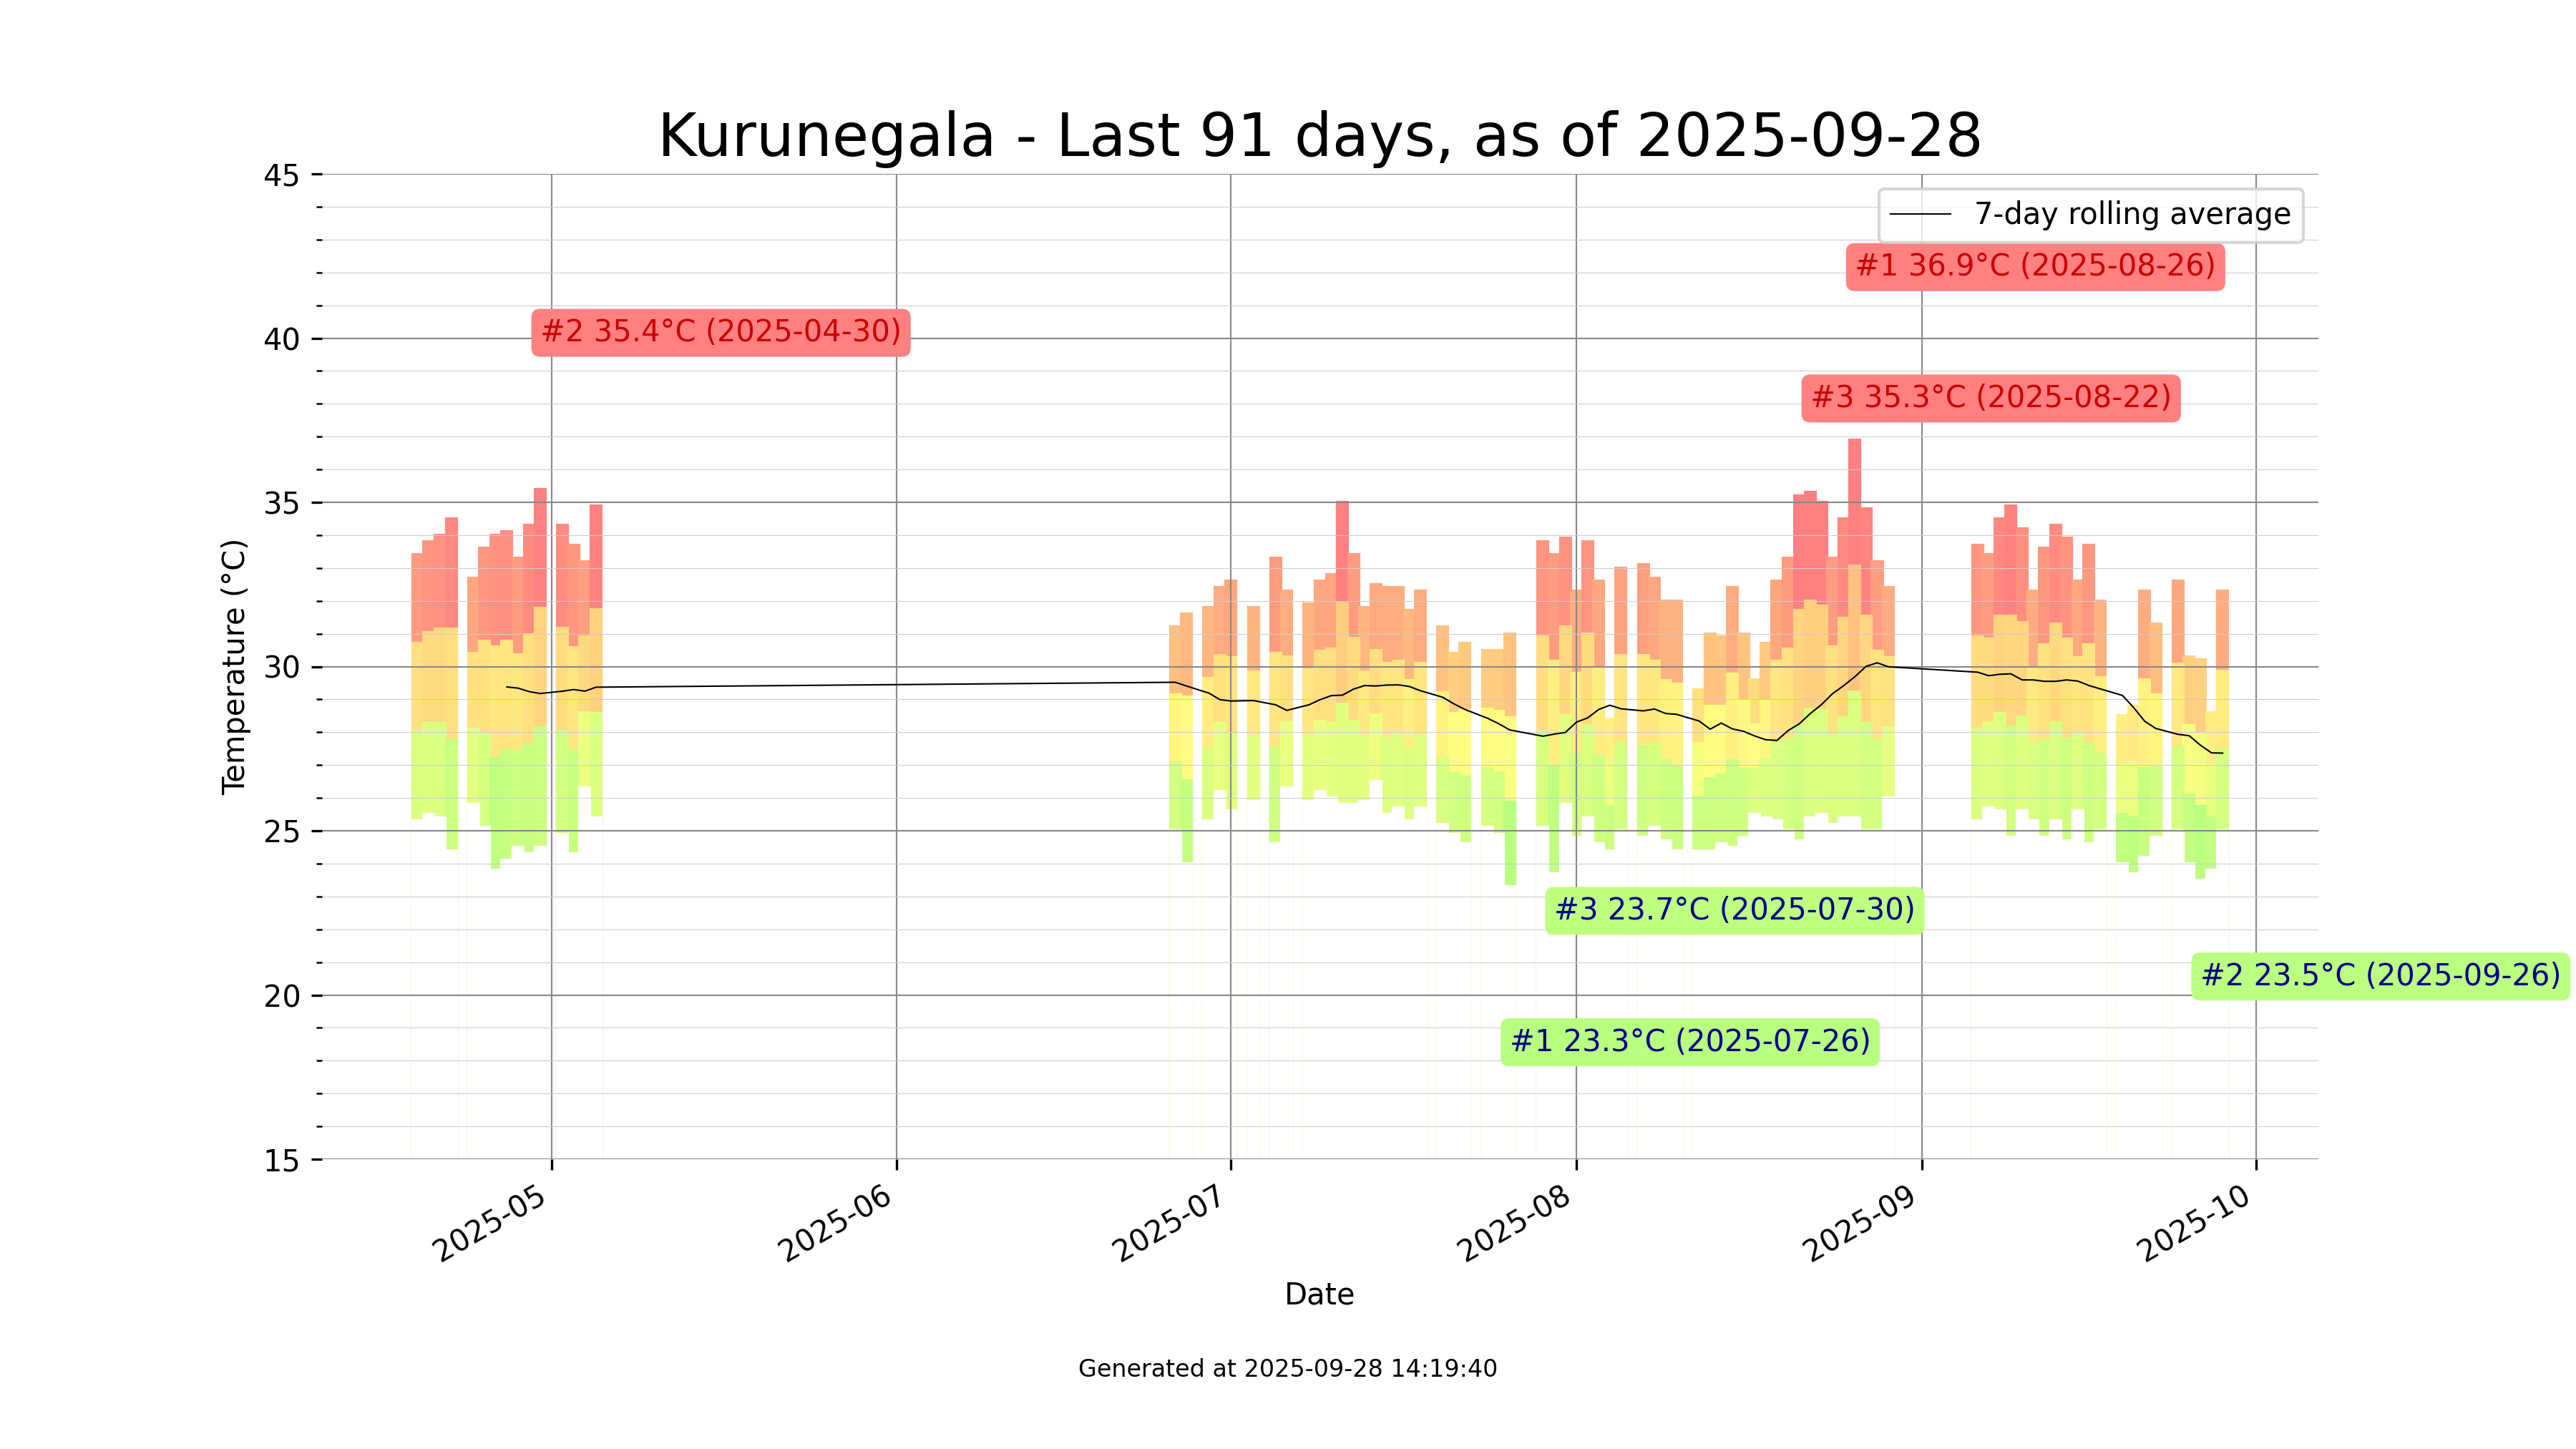 Kurunegala - Last 91 days, as of 2025-09-28
45
7-day rolling average
#1 36.9°C (2025-08-26)
#2 35.4°C (2025-04-30)
40
#3 35.3°C (2025-08-22)
35
Temperature (°C)
30
25
#3 23.7°C (2025-07-30)
#2 23.5°C (2025-09-26)
20
#1 23.3°C (2025-07-26)
15
2025-05
2025-06
2025-07
2025-08
2025-09
2025-10
Date
Generated at 2025-09-28 14:19:40